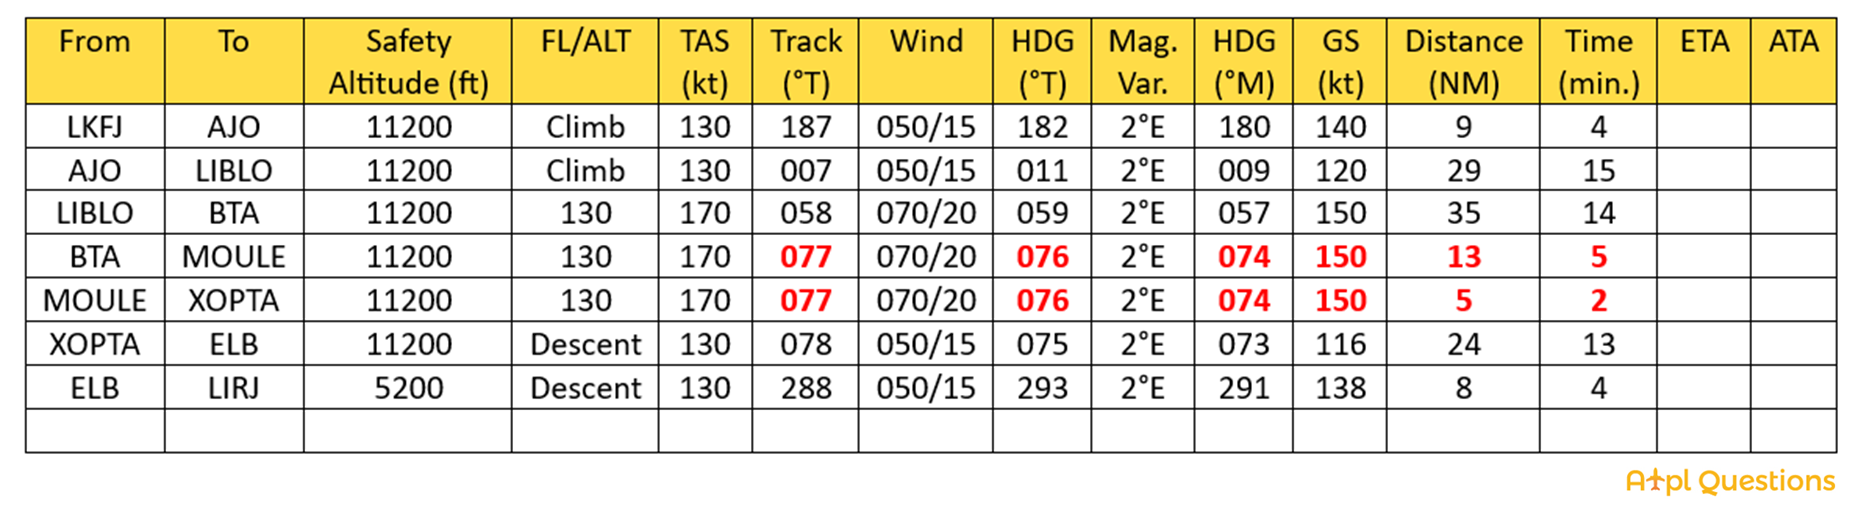 From To Safety Altitude (ft) FL/ALT TAS (kt) Track (°T) Wind HDG (°T) Mag. Var. HDG (°M) GS (kt) Distance (NM) Time (min.) ETA ATA
LKFJ AJO 11200 Climb 130 187 050/15 182 2°E 180 140 9 4
AJO LIBLO 11200 Climb 130 007 050/15 011 2°E 009 120 29 15
LIBLO BTA 11200 130 170 058 070/20 059 2°E 057 150 35 14
BTA MOULE 11200 130 170 077 070/20 076 2°E 074 150 13 5
MOULE XOPTA 11200 130 170 077 070/20 076 2°E 074 150 5 2
XOPTA ELB 11200 Descent 130 078 050/15 075 2°E 073 116 24 13
ELB LIRJ 5200 Descent 130 288 050/15 293 2°E 291 138 8 4
Atpl Questions